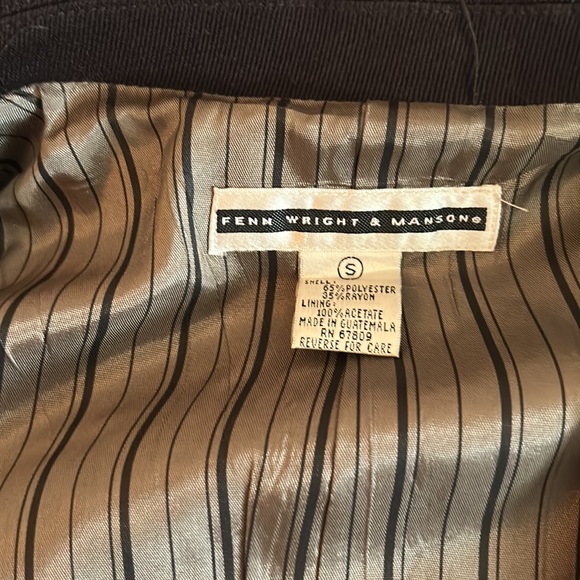 FENN WRIGHT & MANSON®
S
SHELL:
65%POLYESTER
35%RAYON
LINING:
100%ACETATE
MADE IN GUATEMALA
RN 67809
REVERSE FOR CARE